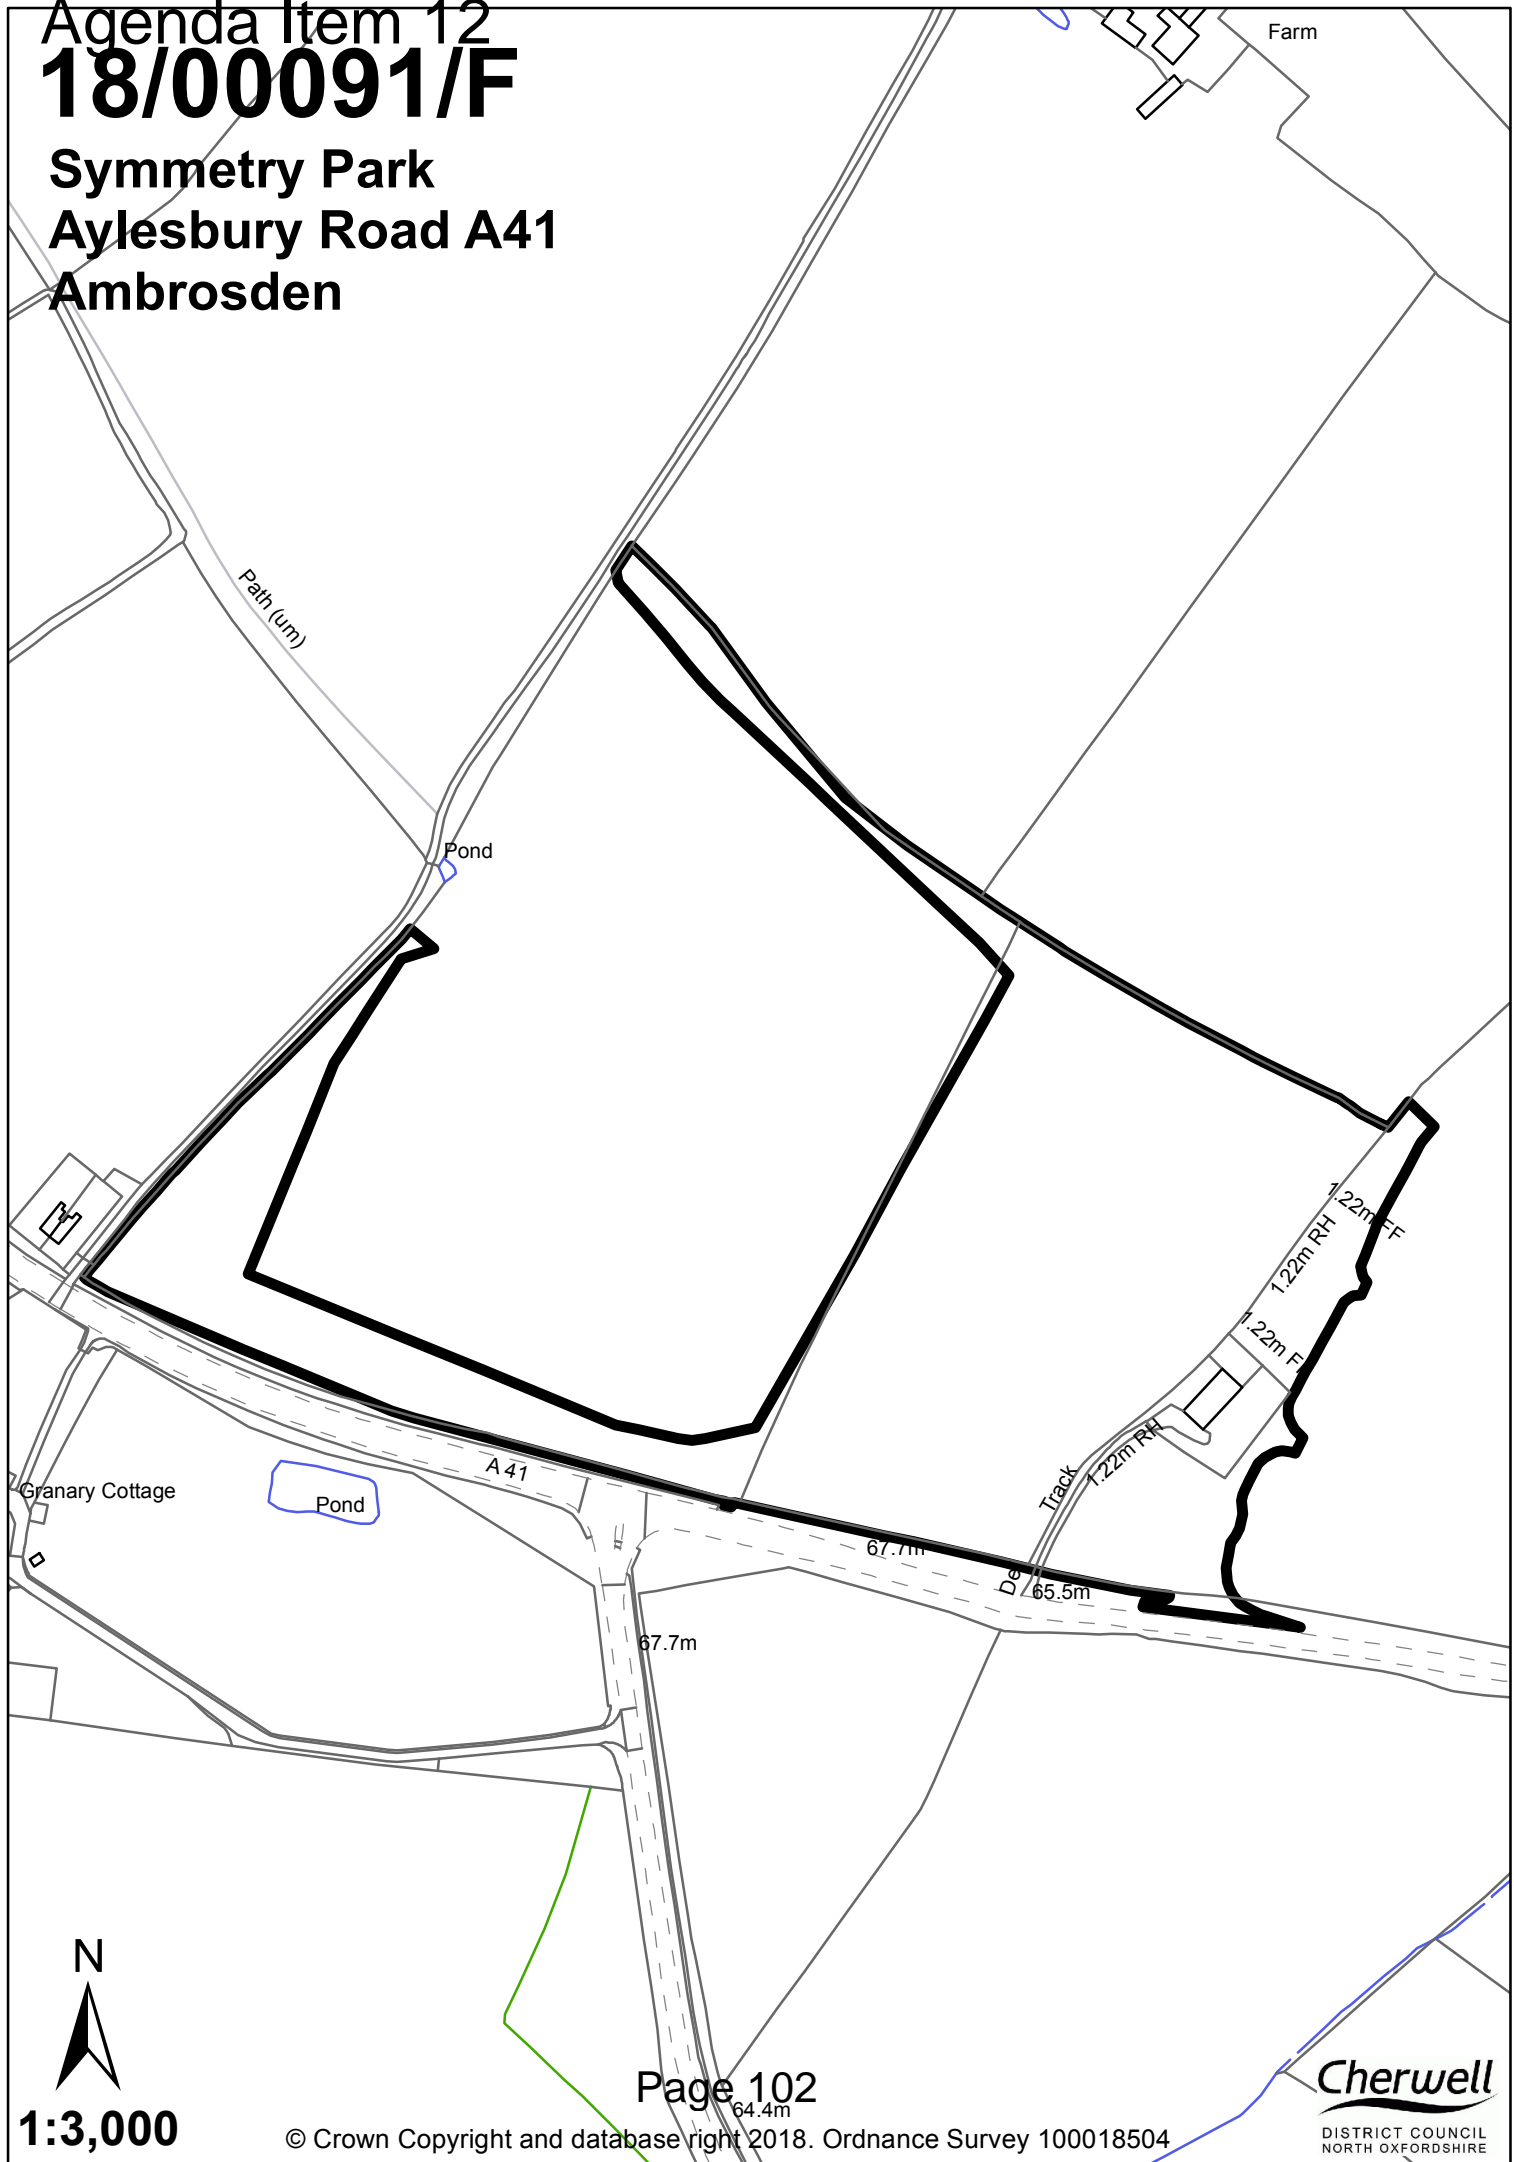 Agenda Item 12
18/00091/F
Symmetry Park
Aylesbury Road A41
Ambrosden
Farm
Path (um)
Pond
1.22m FF
1.22m RH
1.22m F
1.22m RH
Track
A 41
Granary Cottage
Pond
67.7m
De
65.5m
67.7m
N
1:3,000
Page 102
64.4m
© Crown Copyright and database right 2018. Ordnance Survey 100018504
Cherwell
DISTRICT COUNCIL
NORTH OXFORDSHIRE